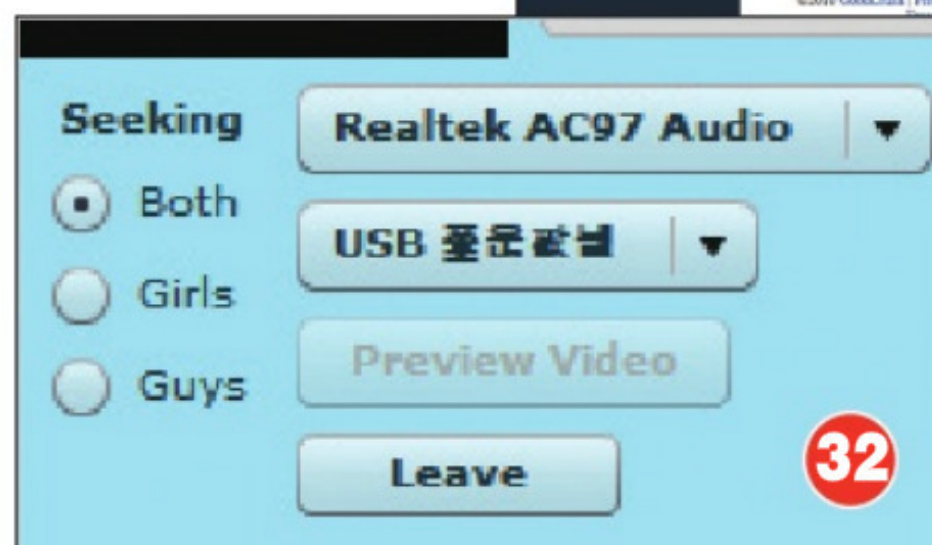 Seeking
Realtek AC97 Audio
Both
USB
Girls
Preview Video
Guys
Leave
32